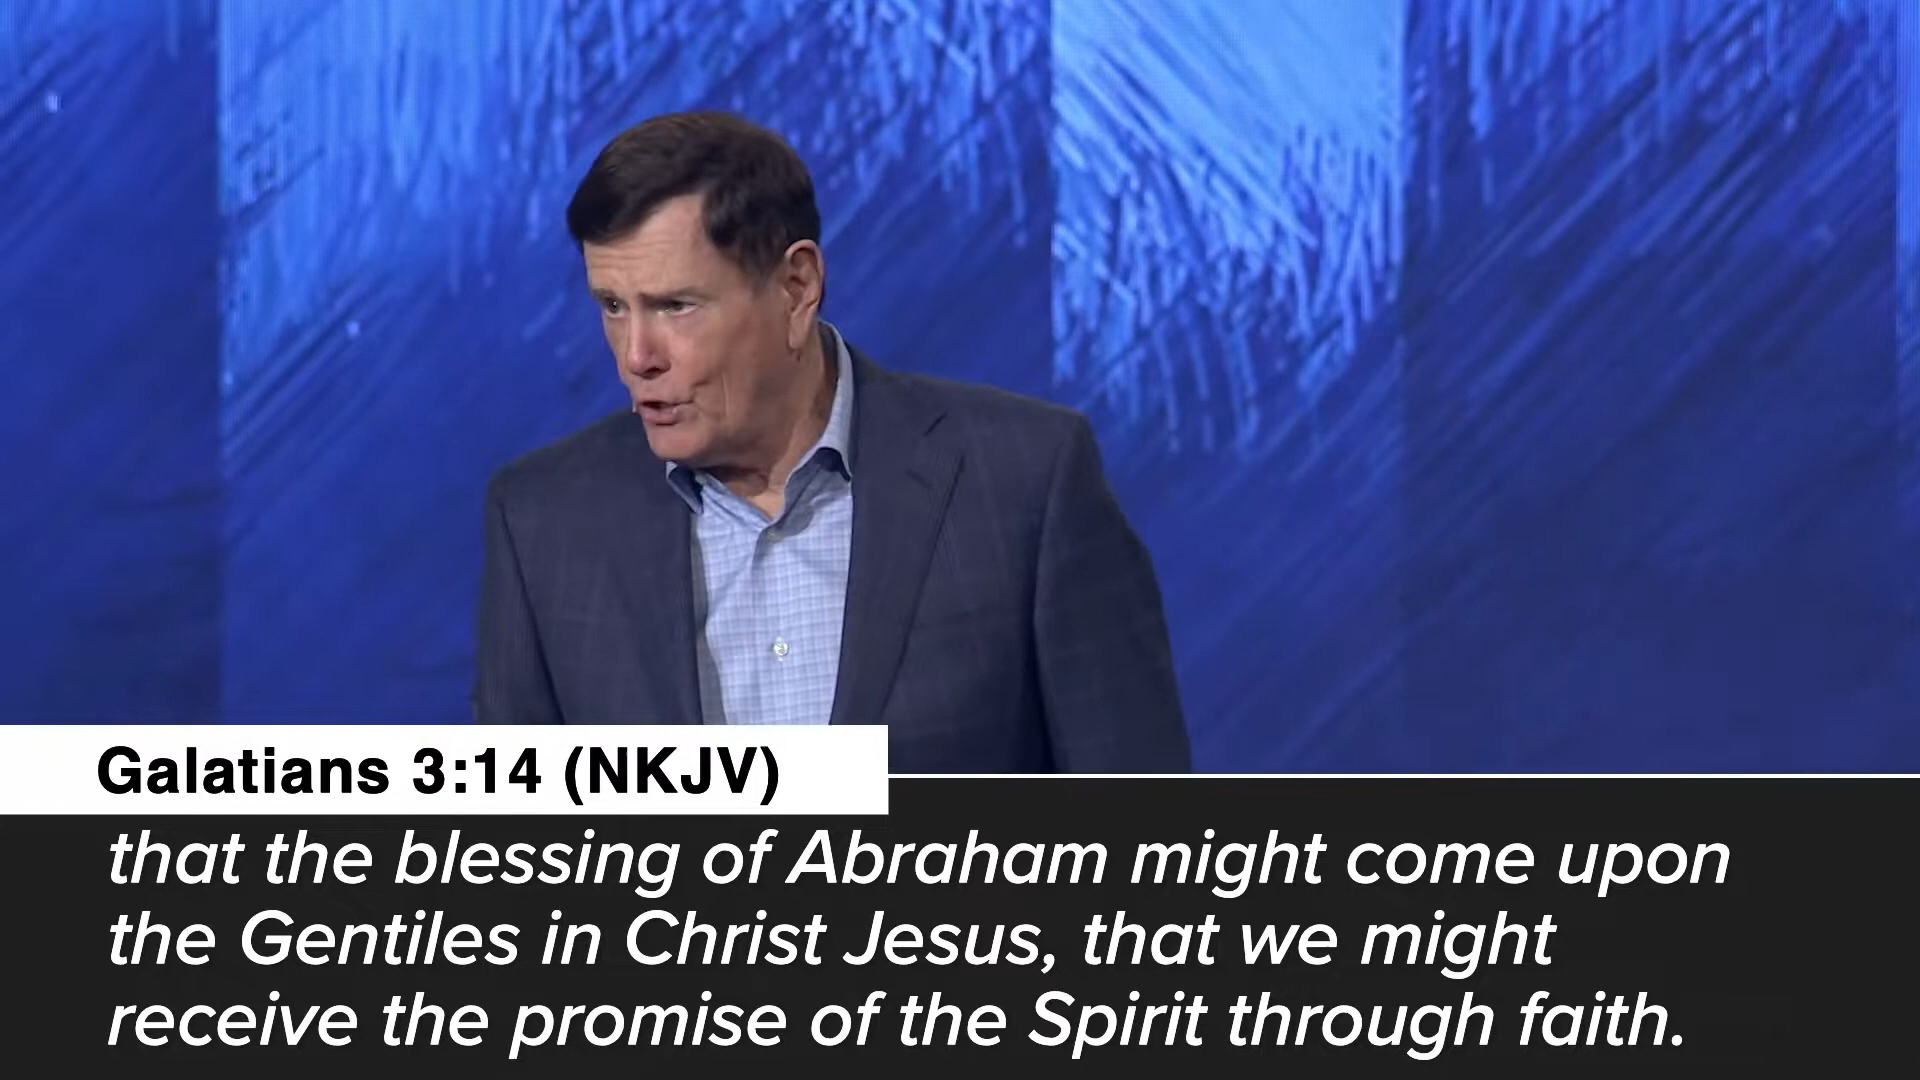 Galatians 3:14 (NKJV)
that the blessing of Abraham might come upon
the Gentiles in Christ Jesus, that we might
receive the promise of the Spirit through faith.